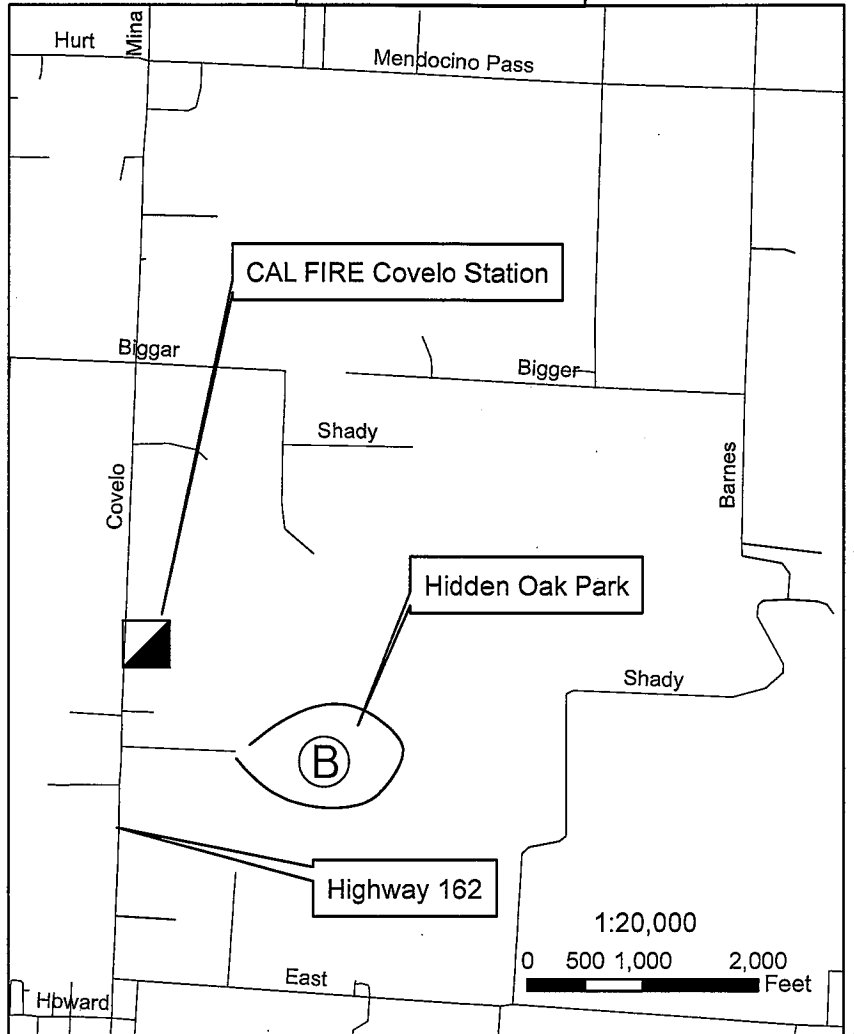 Hurt
Mina
Mendocino Pass
CAL FIRE Covelo Station
Biggar
Bigger
Shady
Covelo
Barnes
Hidden Oak Park
Shady
B
Highway 162
1:20,000
0 500 1,000 2,000
Feet
East
Howard